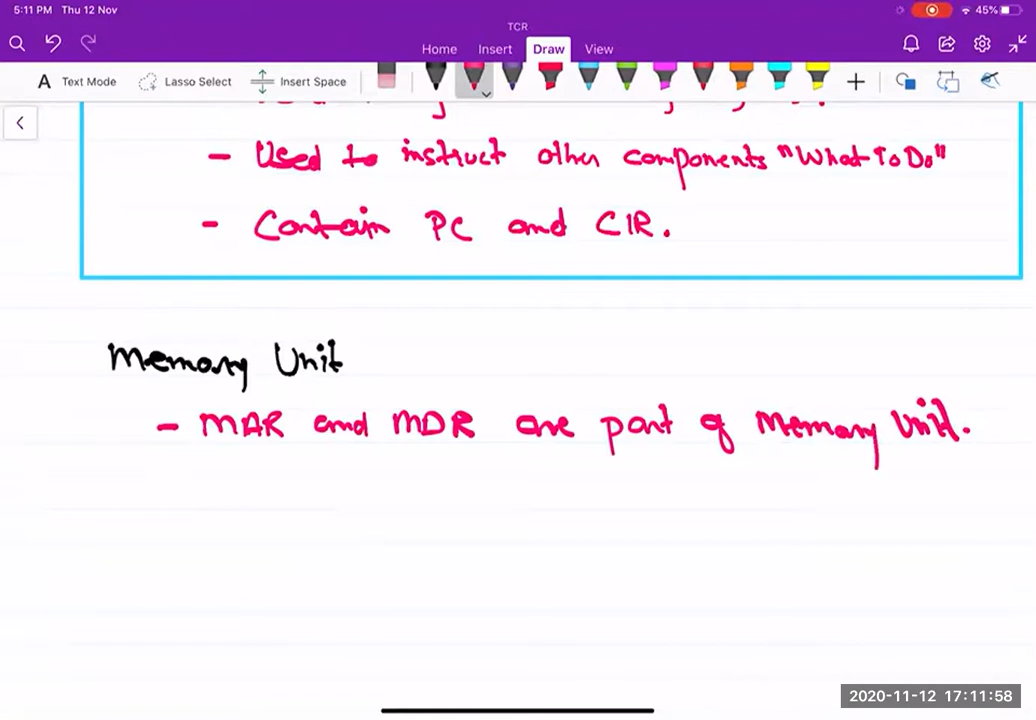 5:11 PM Thu 12 Nov
45%
TCR
Home Insert Draw View
A Text Mode Lasso Select Insert Space
- Used to instruct other components "What To Do"
- Contain PC and CIR.
Memory Unit
- MAR and MDR are part of Memory Unit.
2020-11-12 17:11:58